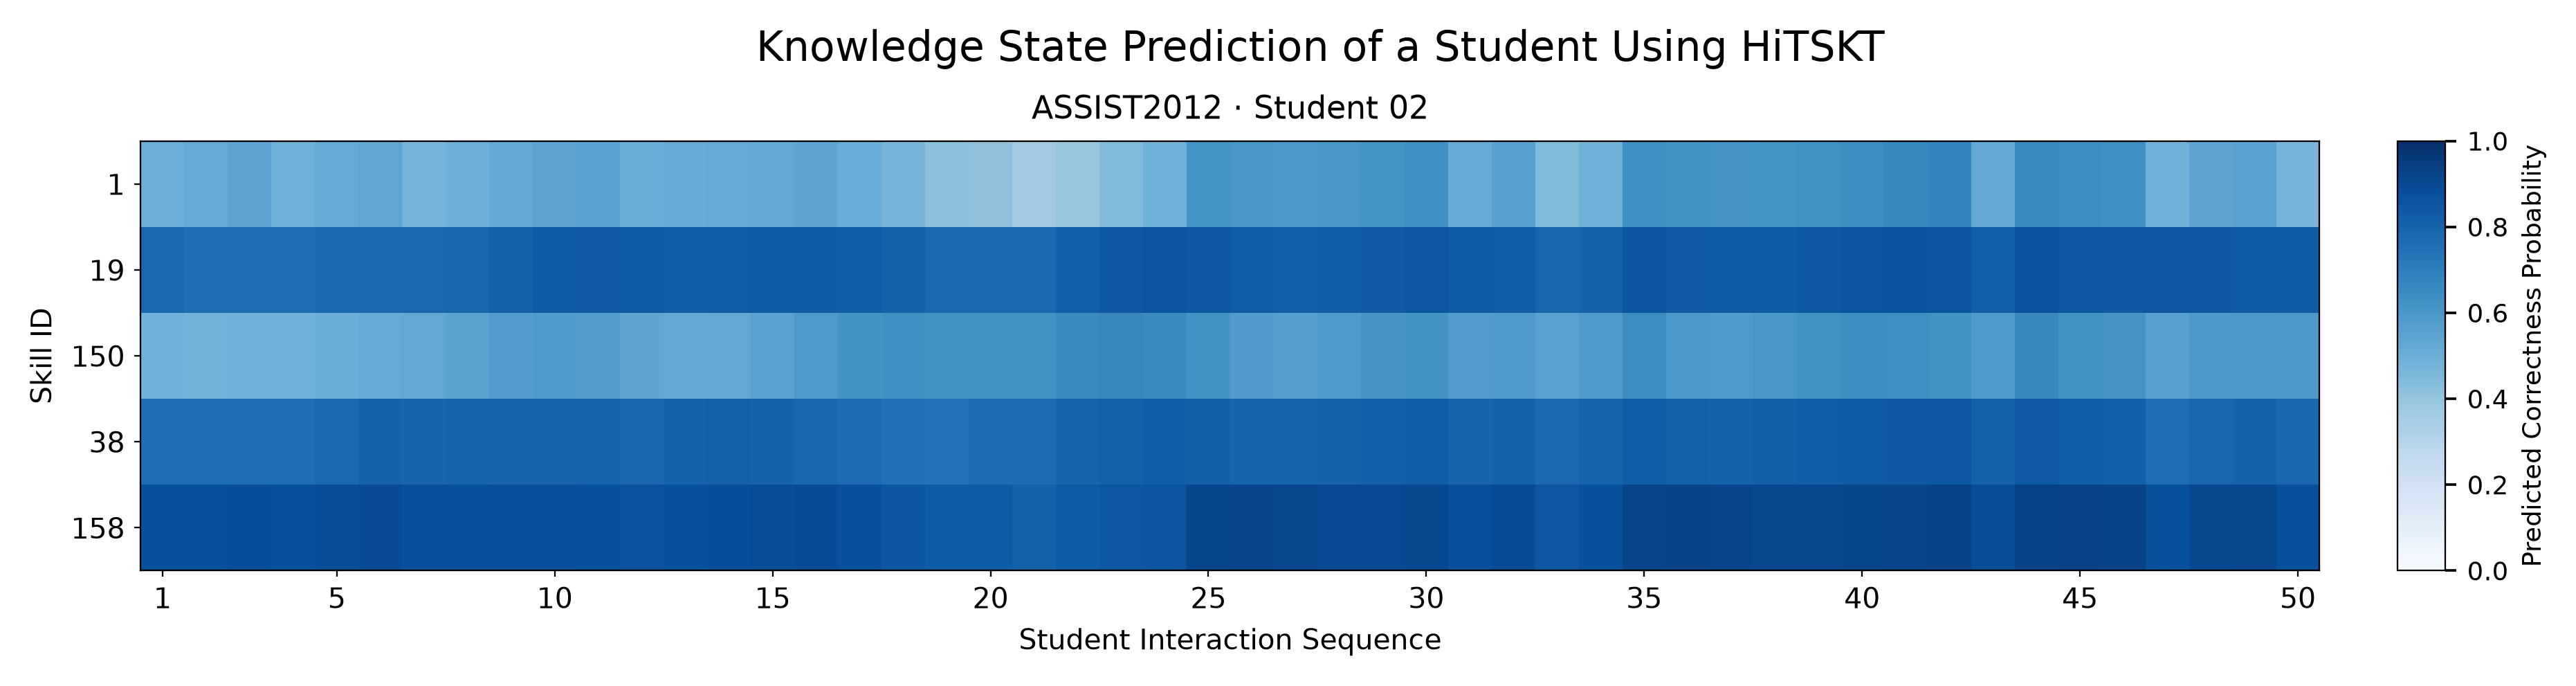 Knowledge State Prediction of a Student Using HiTSKT
ASSIST2012 · Student 02
Skill ID
1
19
150
38
158
1 5 10 15 20 25 30 35 40 45 50
Student Interaction Sequence
1.0
0.8
0.6
0.4
0.2
0.0
Predicted Correctness Probability